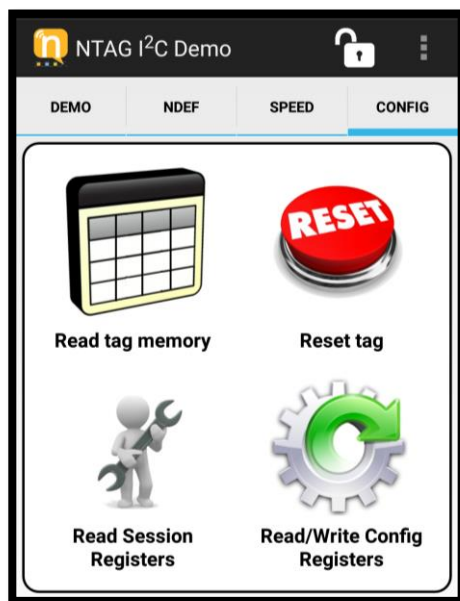 NTAG I²C Demo
DEMO NDEF SPEED CONFIG
RESET
Read tag memory Reset tag
Read Session Read/Write Config
Registers Registers